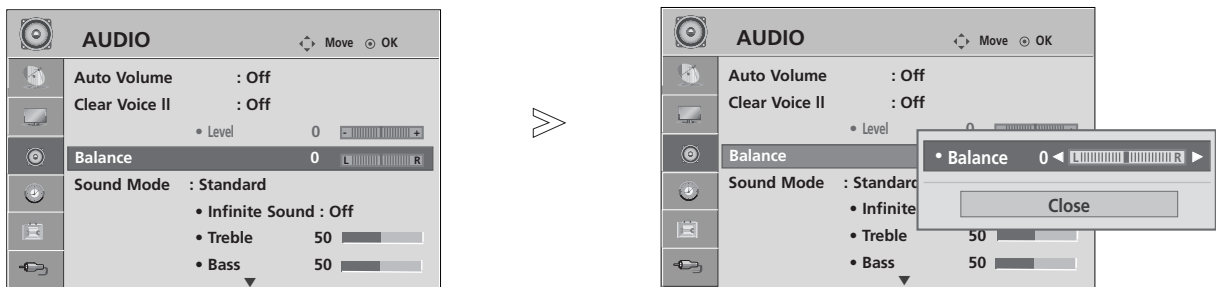 AUDIO Move OK
Auto Volume : Off
Clear Voice ll : Off
• Level 0 - +
Balance 0 L R
Sound Mode : Standard
• Infinite Sound : Off
• Treble 50
• Bass 50
AUDIO Move OK
Auto Volume : Off
Clear Voice ll : Off
• Level 0
Balance
• Balance 0 L R
Close
Sound Mode : Standard
• Infinite
• Treble 50
• Bass 50